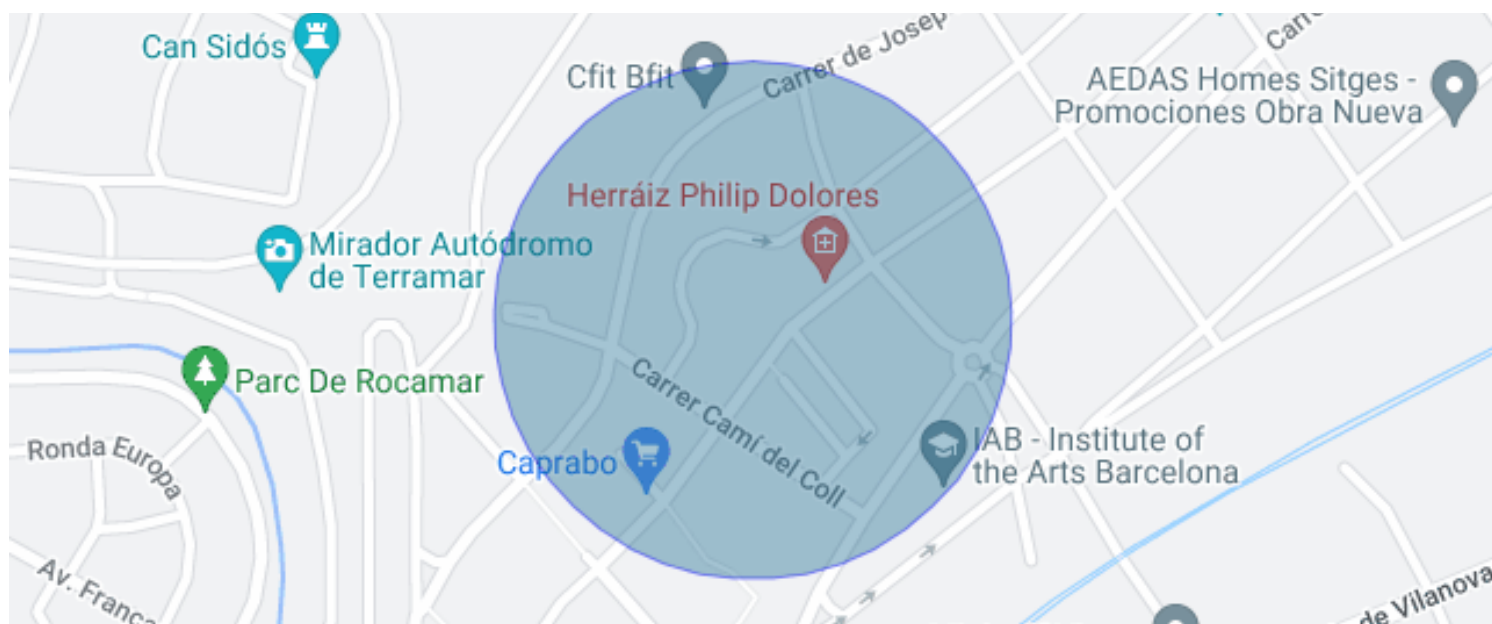 Can Sidós
Cfit Bfit
Carrer de Josep
AEDAS Homes Sitges -
Promociones Obra Nueva
Herráiz Philip Dolores
Mirador Autódromo
de Terramar
Parc De Rocamar
Carrer Camí del Coll
Ronda Europa
Caprabo
IAB - Institute of
the Arts Barcelona
Av. Franca
de Vilanova